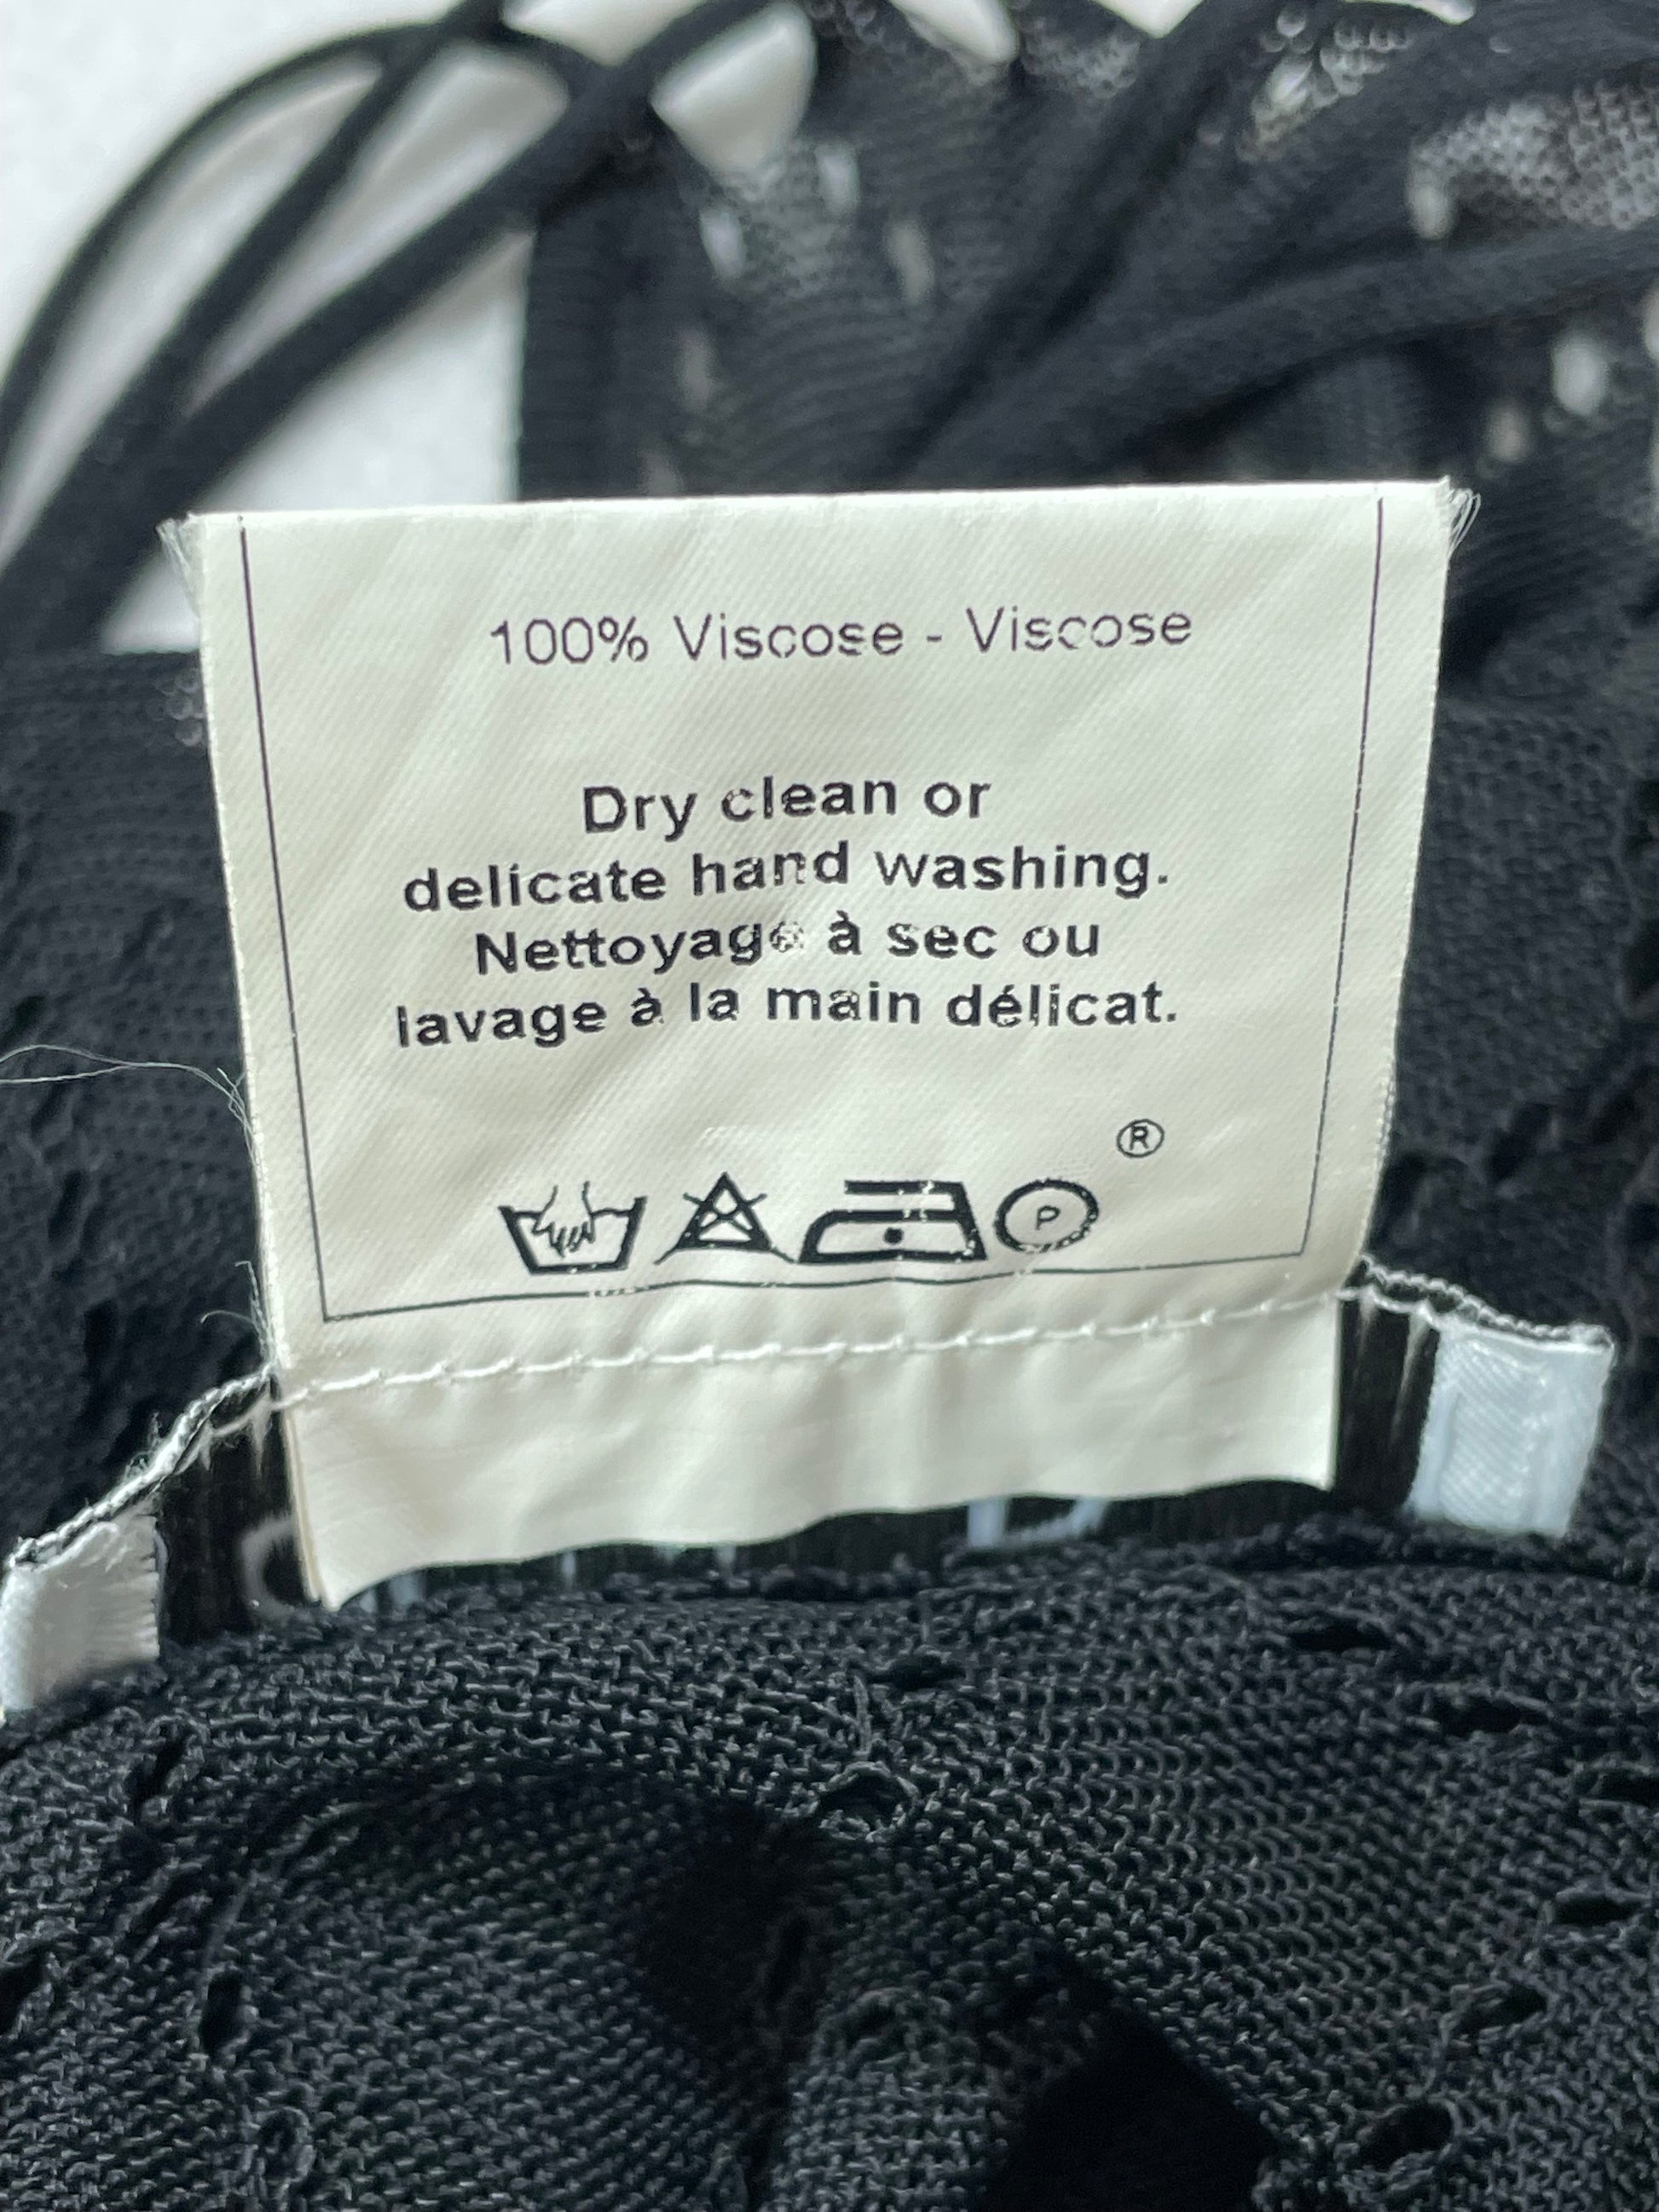 100% Viscose - Viscose
Dry clean or
delicate hand washing.
Nettoyage à sec ou
lavage à la main délicat.
®
P